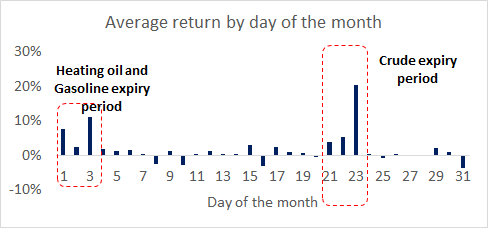 Average return by day of the month
30%
20%
10%
0%
-10%
Heating oil and
Gasoline expiry
period
Crude expiry
period
1 3 5 7 9 11 13 15 17 19 21 23 25 27 29 31
Day of the month